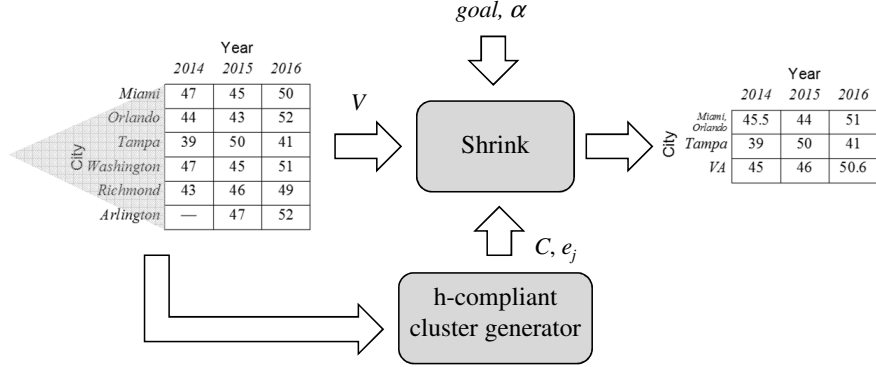 goal, α
Year
2014 2015 2016
Miami 47 45 50
Orlando 44 43 52
Tampa 39 50 41
Washington 47 45 51
Richmond 43 46 49
Arlington — 47 52
City
V
Shrink
Year
2014 2015 2016
Miami,
Orlando 45.5 44 51
Tampa 39 50 41
VA 45 46 50.6
City
C, e_j
h-compliant
cluster generator